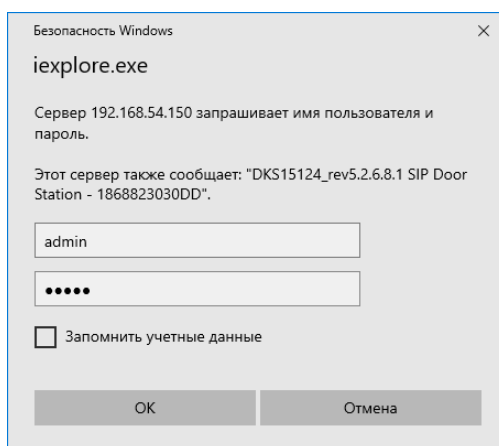 Безопасность Windows
iexplore.exe
Сервер 192.168.54.150 запрашивает имя пользователя и
пароль.
Этот сервер также сообщает: "DKS15124_rev5.2.6.8.1 SIP Door
Station - 1868823030DD".
admin
•••••
Запомнить учетные данные
ОК
Отмена